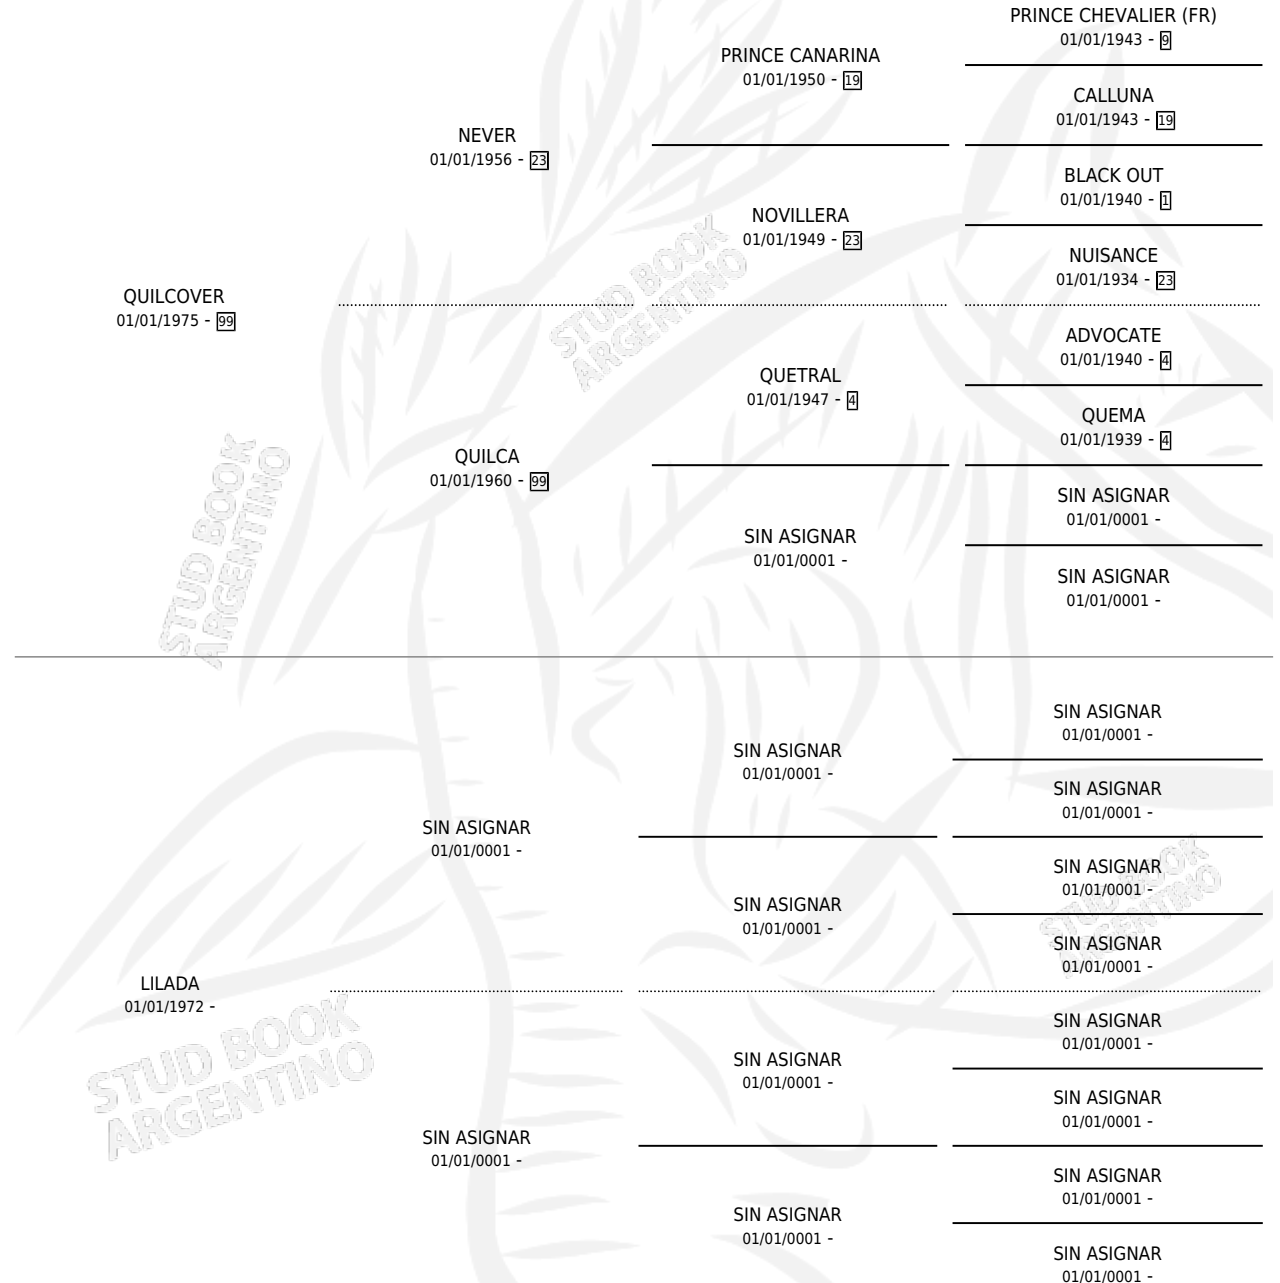 PRINCE CHEVALIER (FR)
01/01/1943 - 9
PRINCE CANARINA
01/01/1950 - 19
CALLUNA
01/01/1943 - 19
NEVER
01/01/1956 - 23
BLACK OUT
01/01/1940 - 1
NOVILLERA
01/01/1949 - 23
NUISANCE
01/01/1934 - 23
QUILCOVER
01/01/1975 - 99
ADVOCATE
01/01/1940 - 4
QUETRAL
01/01/1947 - 4
QUEMA
01/01/1939 - 4
QUILCA
01/01/1960 - 99
SIN ASIGNAR
01/01/0001 -
SIN ASIGNAR
01/01/0001 -
SIN ASIGNAR
01/01/0001 -
SIN ASIGNAR
01/01/0001 -
SIN ASIGNAR
01/01/0001 -
SIN ASIGNAR
01/01/0001 -
SIN ASIGNAR
01/01/0001 -
SIN ASIGNAR
01/01/0001 -
SIN ASIGNAR
01/01/0001 -
SIN ASIGNAR
01/01/0001 -
LILADA
01/01/1972 -
SIN ASIGNAR
01/01/0001 -
SIN ASIGNAR
01/01/0001 -
SIN ASIGNAR
01/01/0001 -
SIN ASIGNAR
01/01/0001 -
SIN ASIGNAR
01/01/0001 -
SIN ASIGNAR
01/01/0001 -
SIN ASIGNAR
01/01/0001 -
STUD BOOK
ARGENTINO
STUD BOOK
ARGENTINO
STUD BOOK
ARGENTINO
STUD BOOK
ARGENTINO